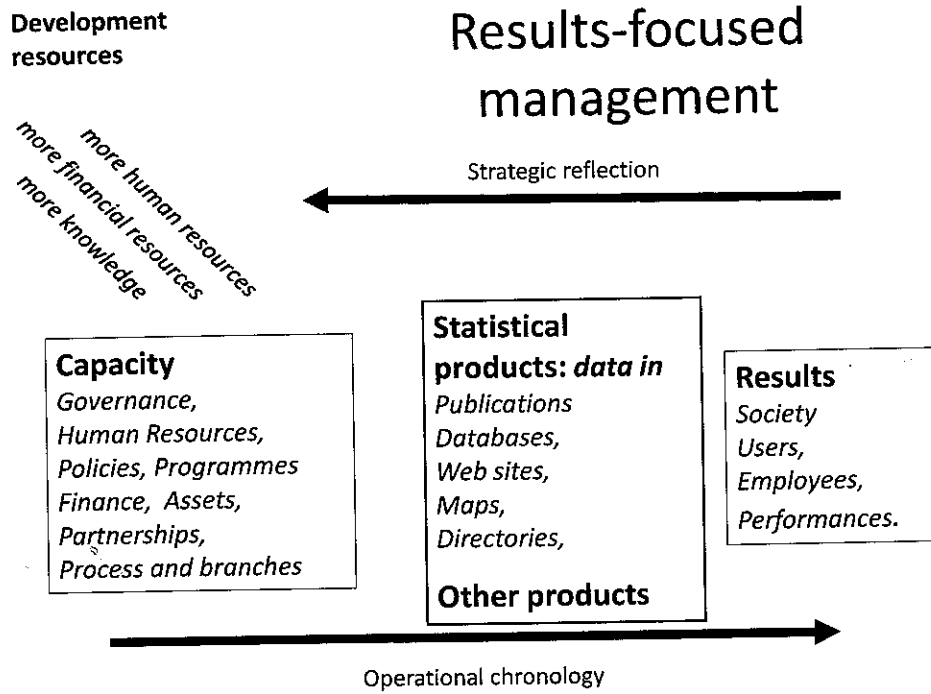 Development
resources
Results-focused
management
more human resources
more financial resources
more knowledge
Strategic reflection
Capacity
Governance,
Human Resources,
Policies, Programmes
Finance, Assets,
Partnerships,
Process and branches
Statistical
products: data in
Publications
Databases,
Web sites,
Maps,
Directories,
Other products
Results
Society
Users,
Employees,
Performances.
Operational chronology